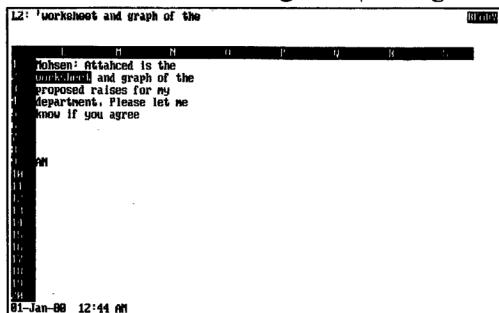 L2: 'worksheet and graph of the
READY
L M N O P Q R S
1 Mohsen: Attahced is the
2 worksheet and graph of the
3 proposed raises for my
4 department. Please let me
5 know if you agree
6
7
8
9 AM
10
11
12
13
14
15
16
17
18
19
20
01-Jan-80 12:44 AM